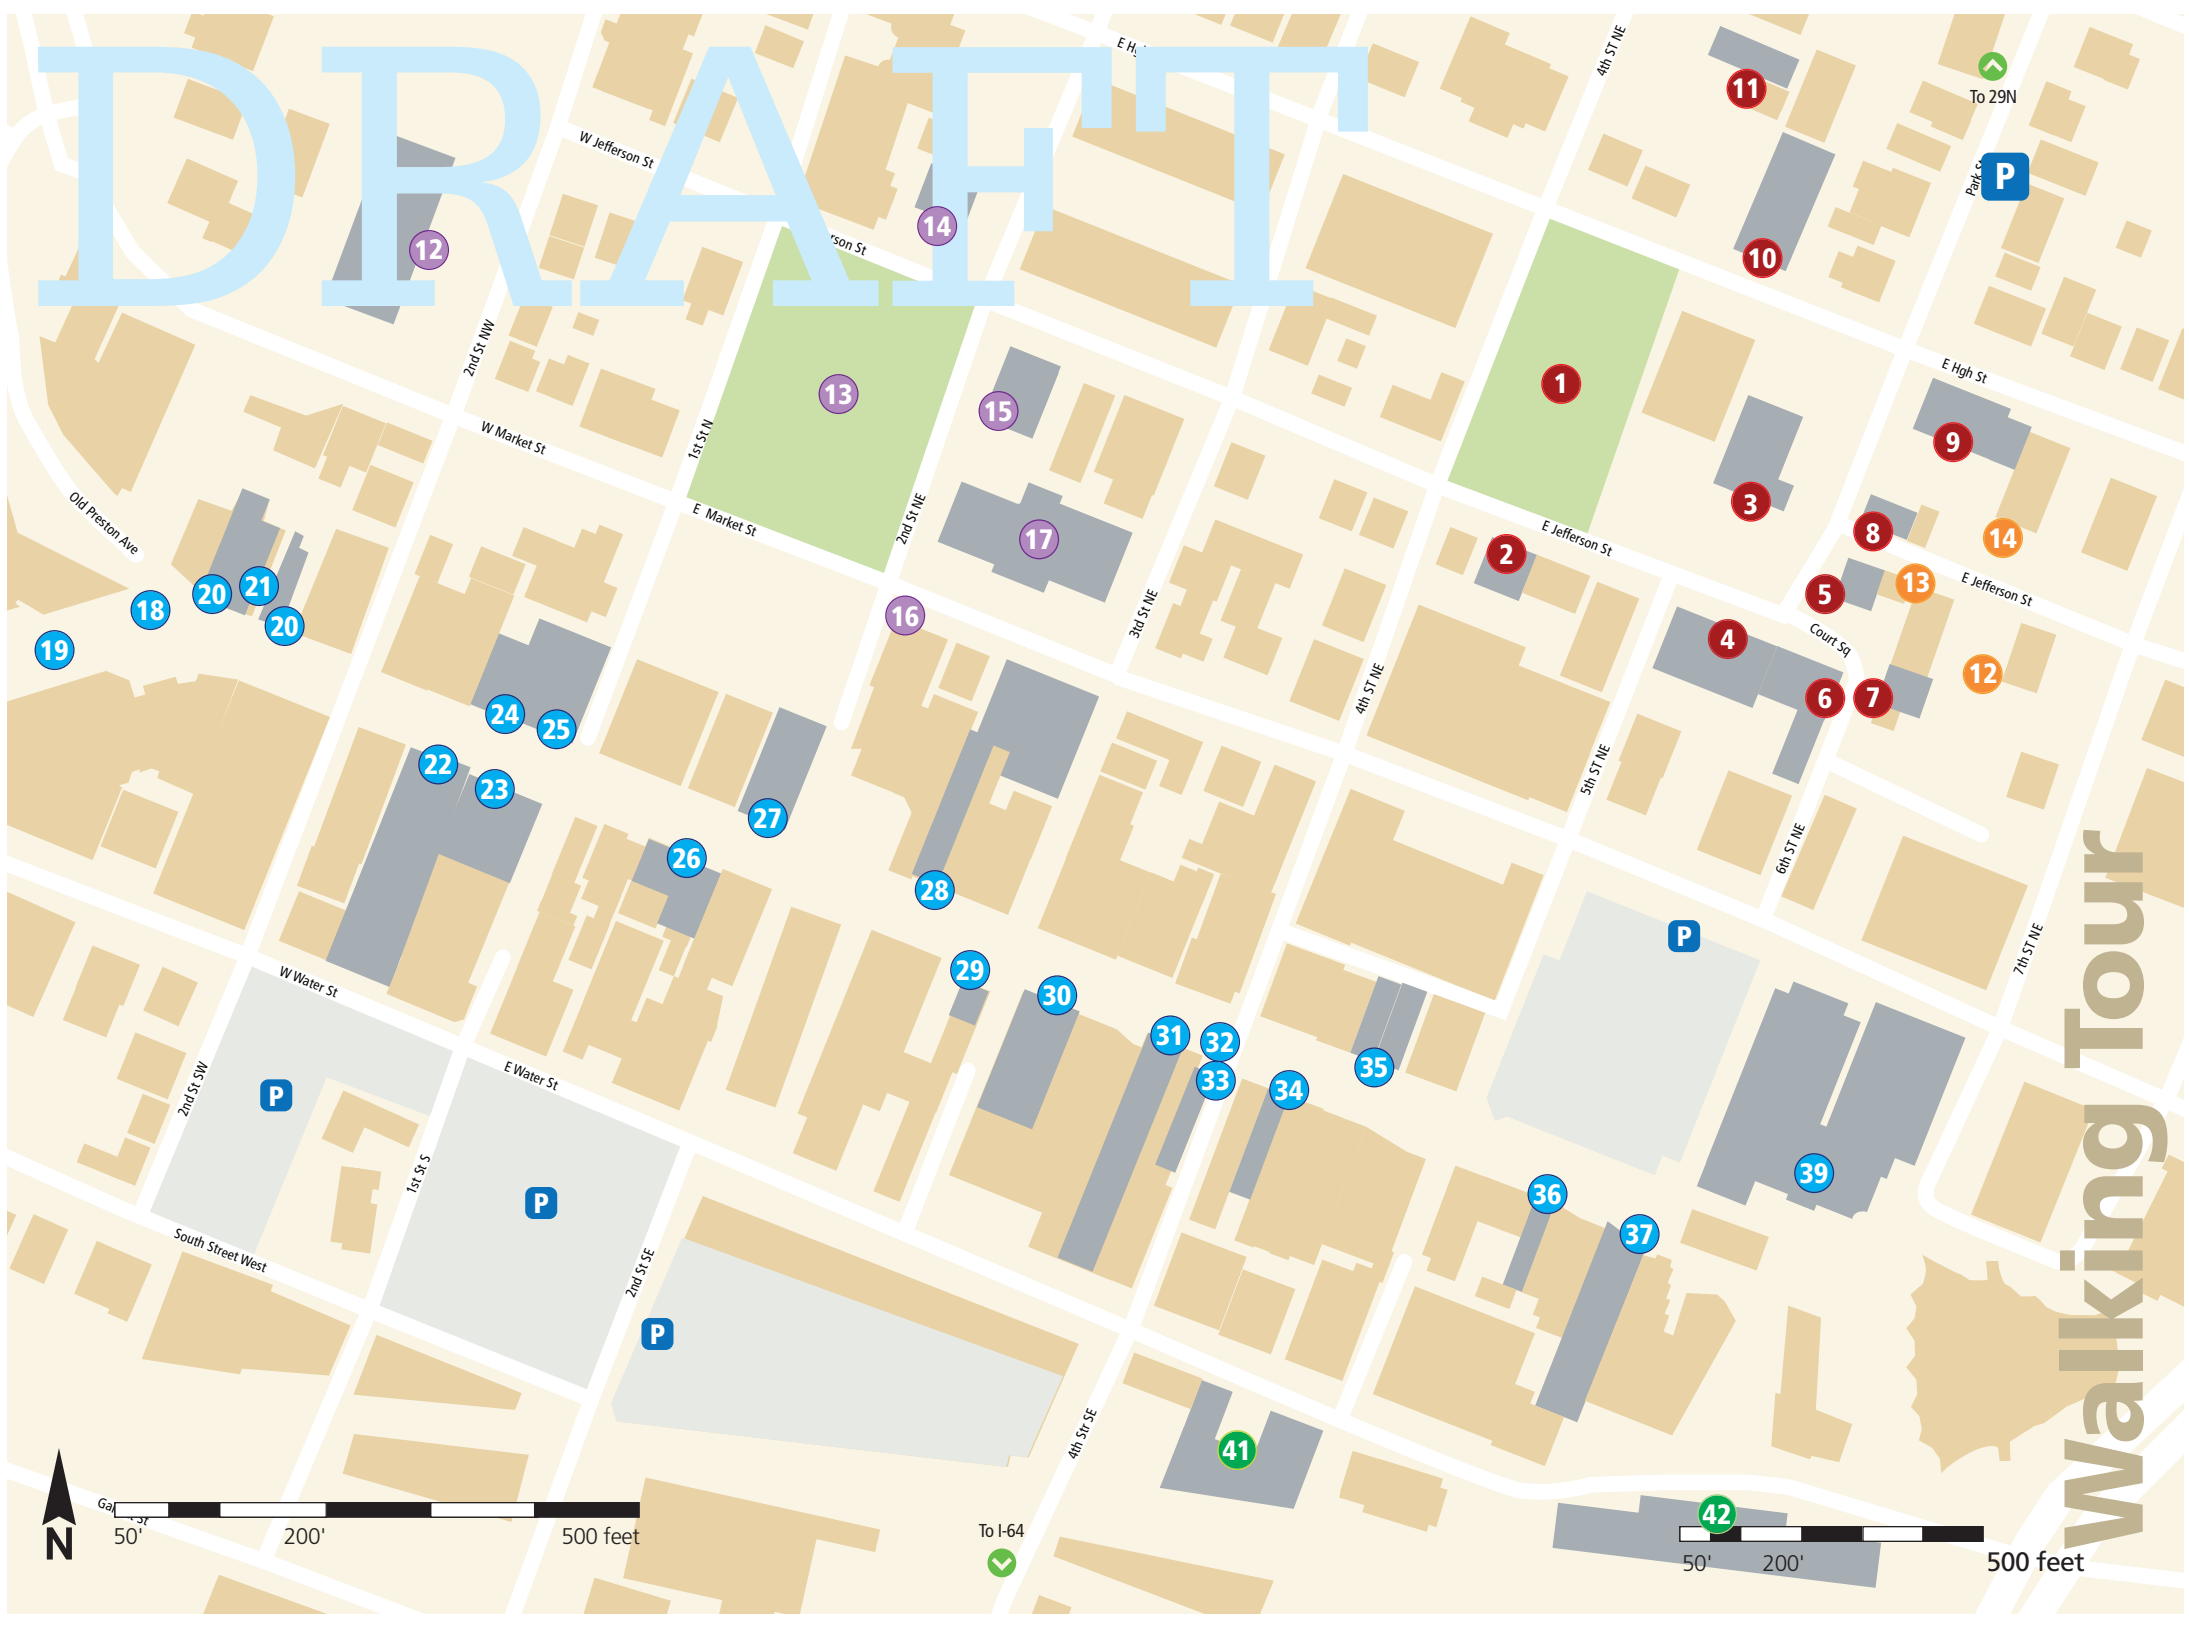 DRAFT
4th ST NE
11
To 29N
W Jefferson St
P
14
rson St
12
10
2nd St NW
E Hgh St
13
1
15
W Market St
1st St N
9
3
Old Preston Ave
E Market St
2nd St NE
17
E Jefferson St
2
8
14
13
E Jefferson St
5
20
21
18
20
16
3td St NE
4
Court Sq
19
12
4th ST NE
6
7
24
25
22
23
5th ST NE
27
26
28
6th ST NE
P
7th ST NE
W Water St
29
30
31
32
33
35
34
E Water St
2nd St SW
P
1st St S
P
39
36
37
South Street West
2nd St SE
P
4th Str SE
41
42
N
50'
200'
500 feet
To I-64
50'
200'
500 feet
Walking Tour